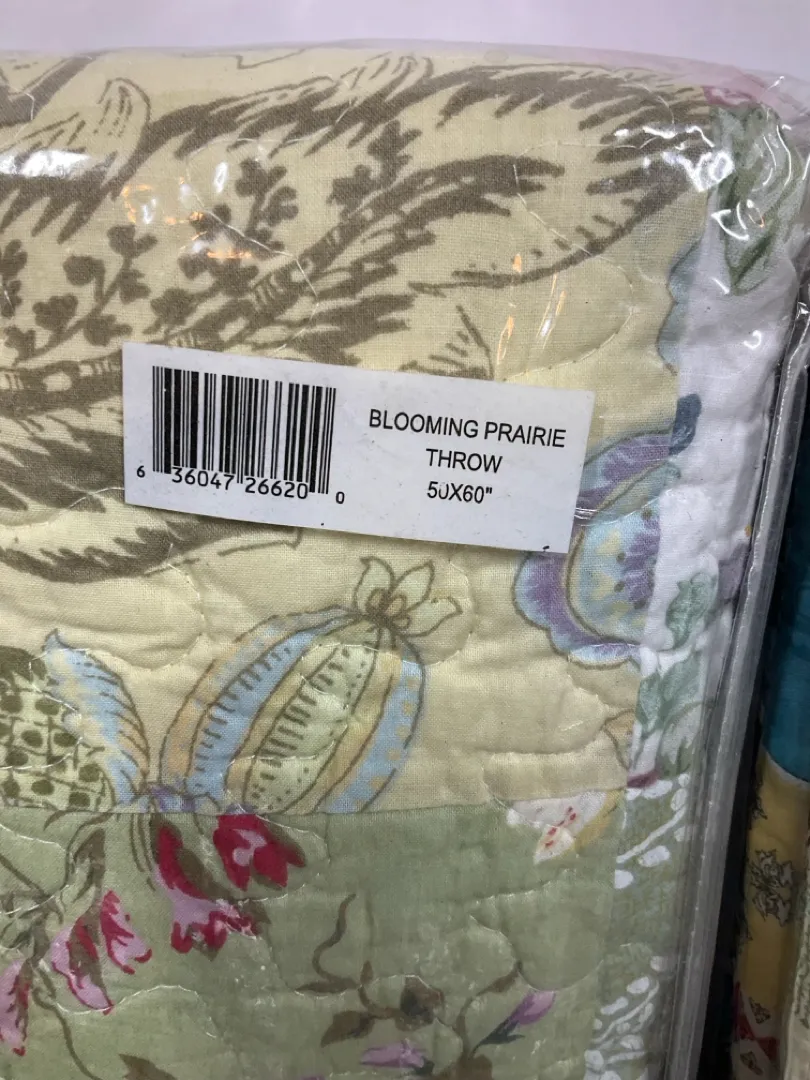 BLOOMING PRAIRIE
THROW
50X60"
6 36047 26620 0